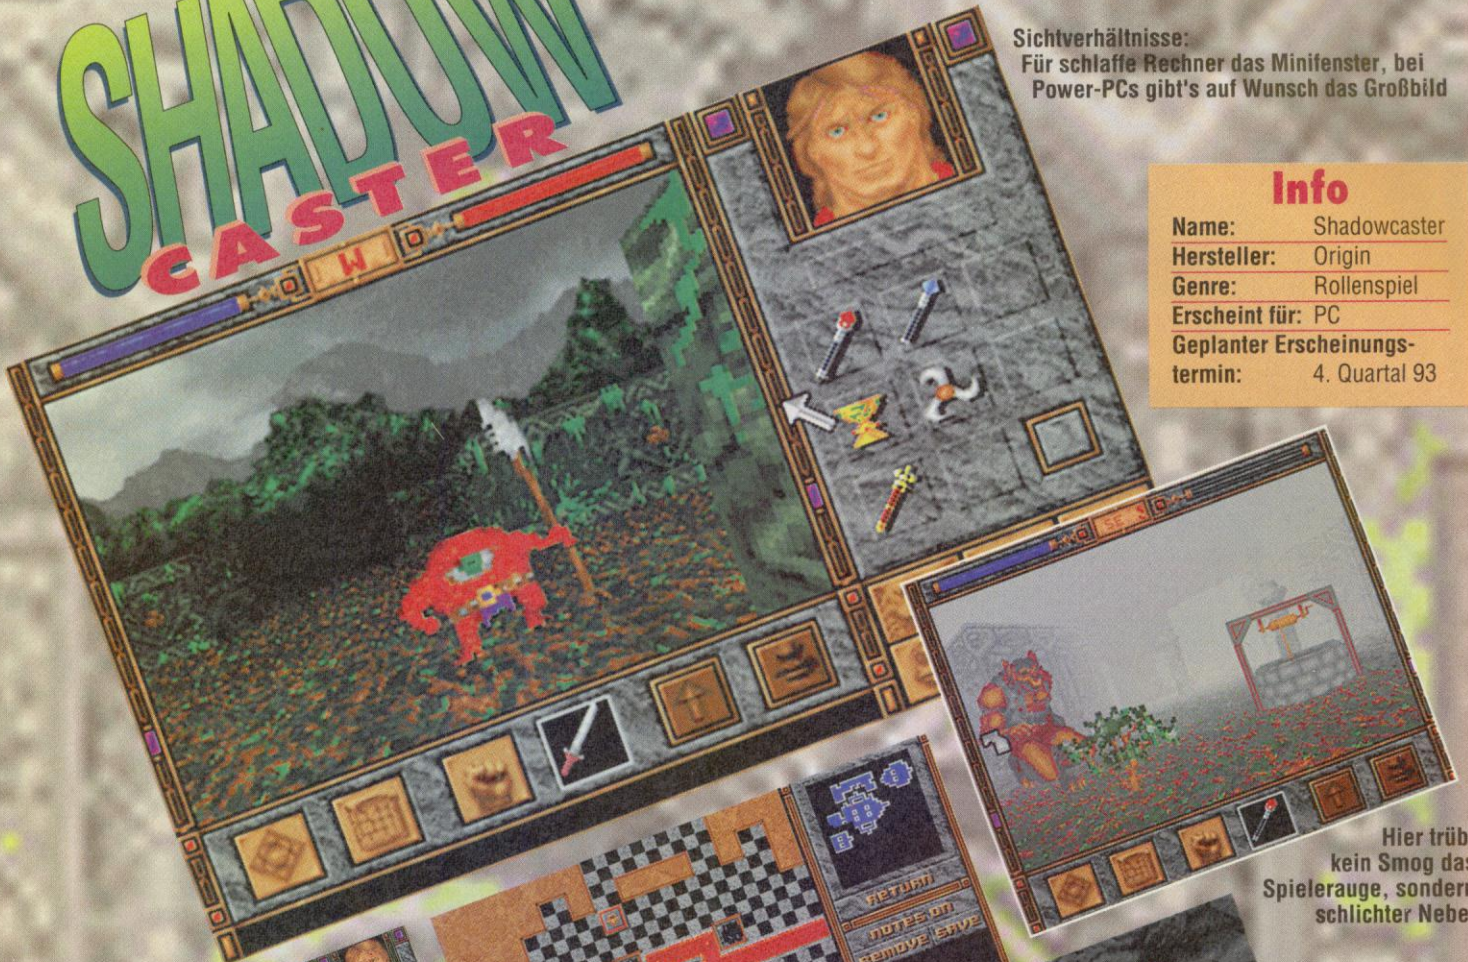 SHADOW
CASTER
Sichtverhältnisse:
Für schlaffe Rechner das Minifenster, bei
Power-PCs gibt's auf Wunsch das Großbild
W
Info
Name: Shadowcaster
Hersteller: Origin
Genre: Rollenspiel
Erscheint für: PC
Geplanter Erscheinungs-
termin: 4. Quartal 93
SE
Hier trüb
kein Smog das
Spielerauge, sondern
schlichter Nebe
RETURN
NOTES ON
REMOVE SAVE